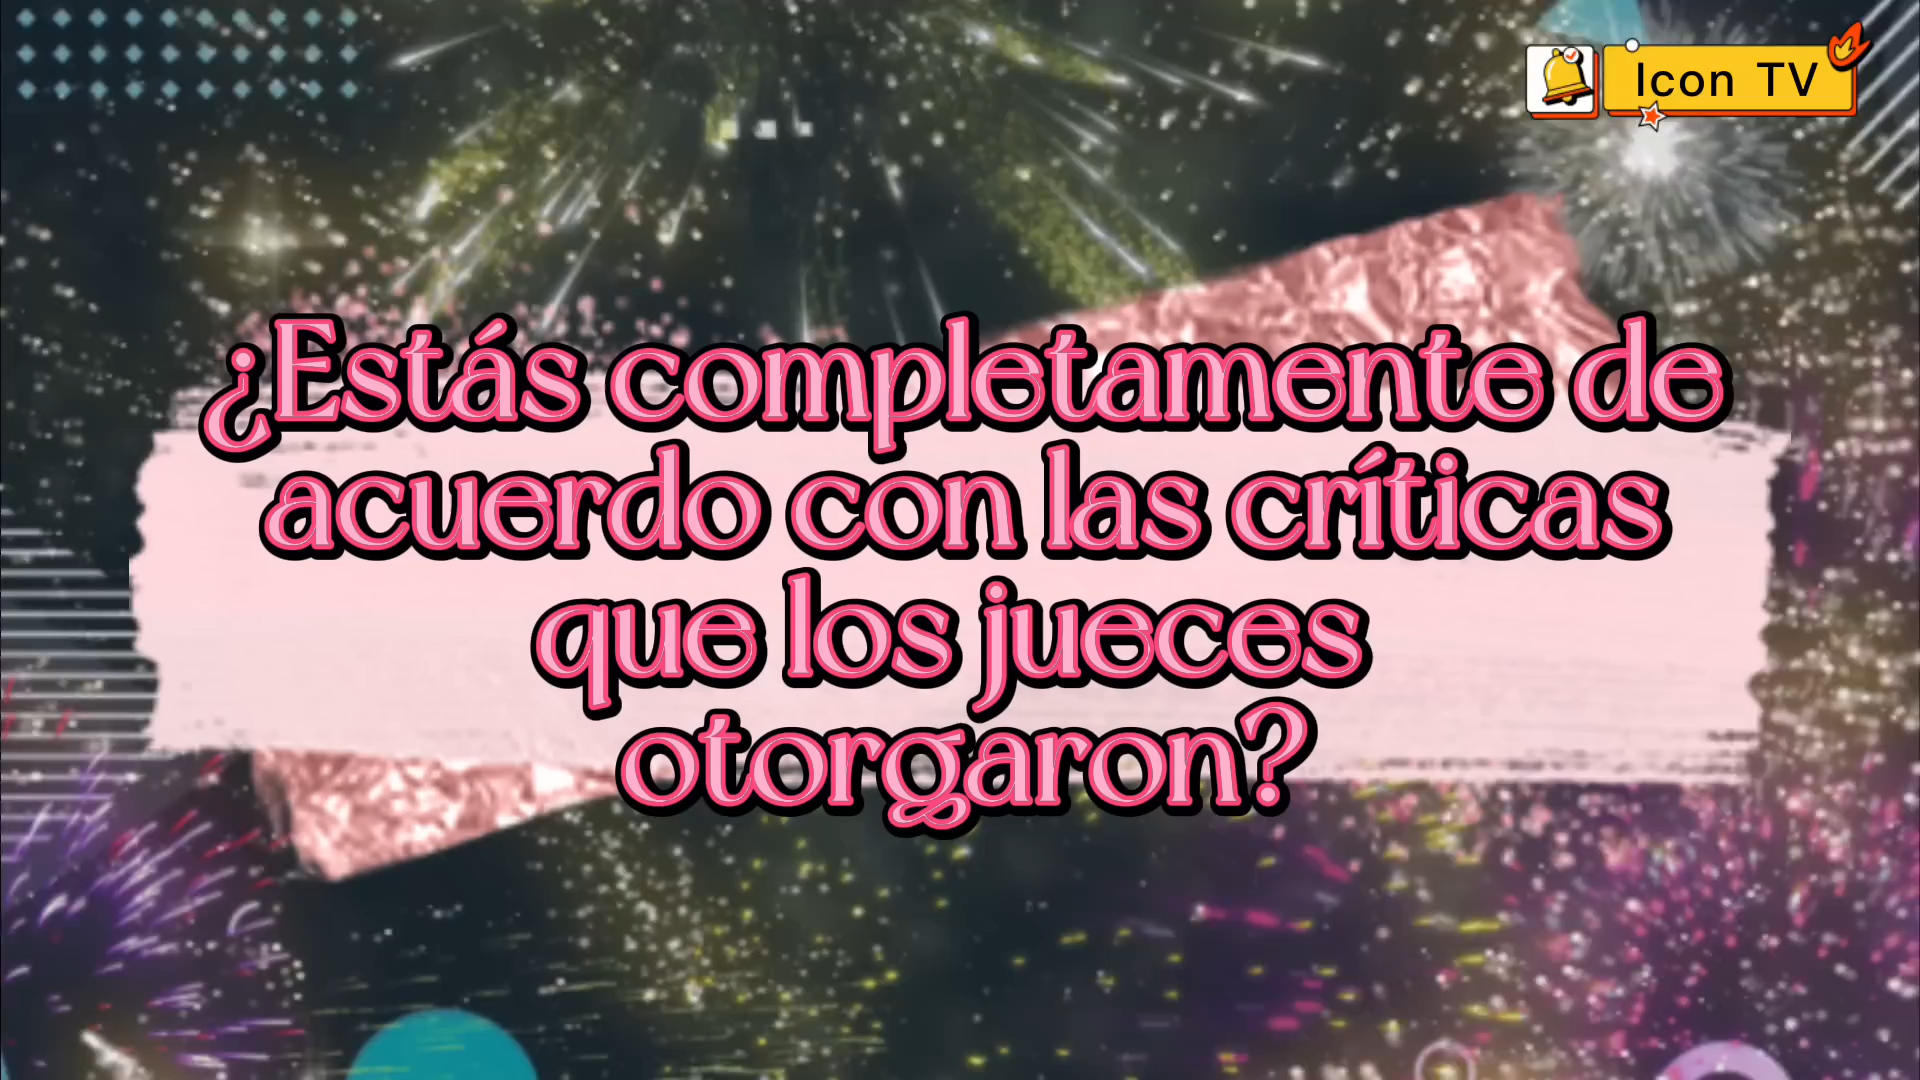 Icon TV
¿Estás completamente de
acuerdo con las críticas
que los jueces
otorgaron?